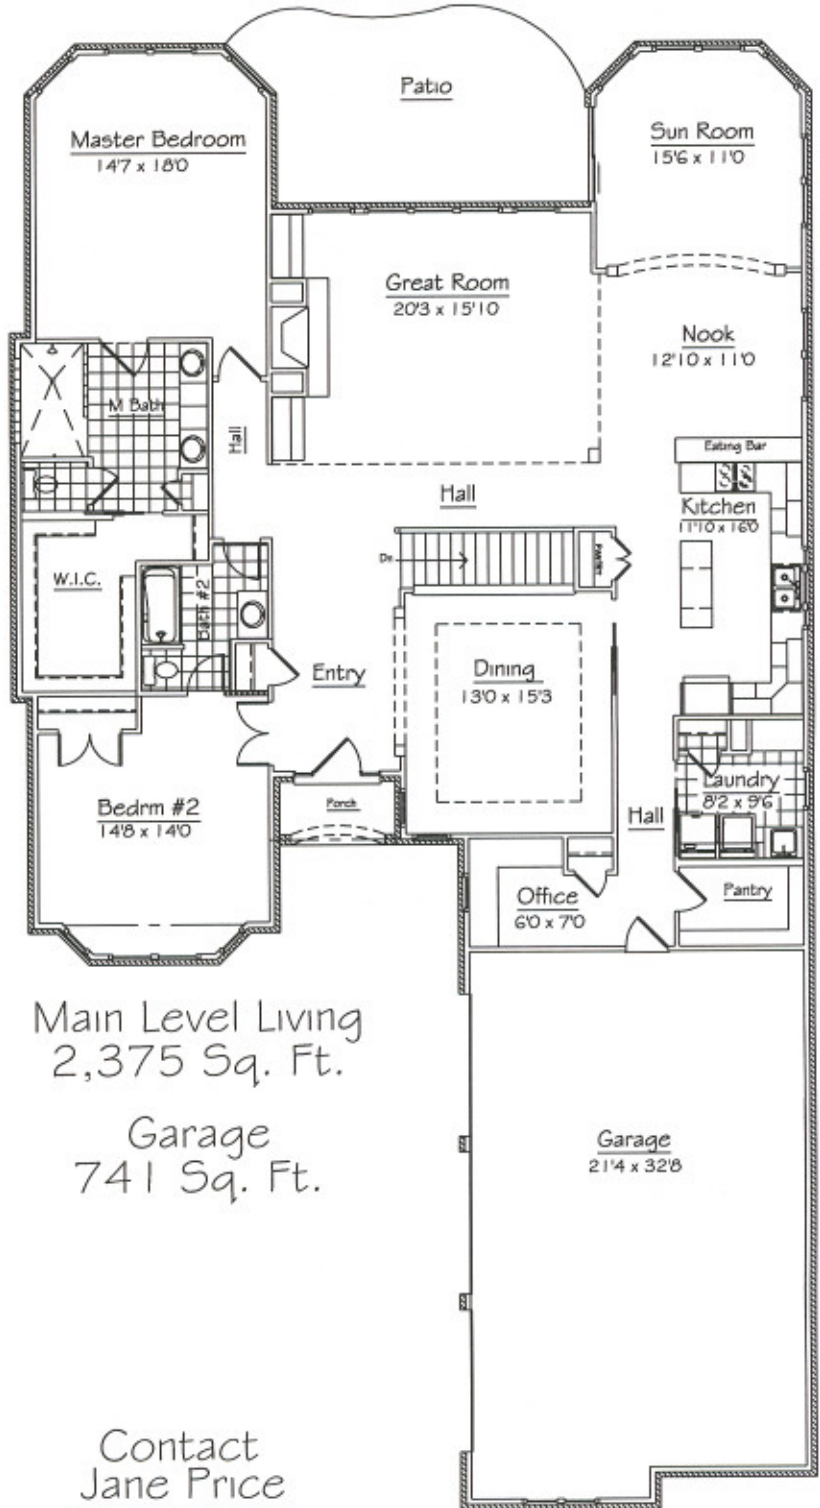 Patio
Master Bedroom
14'7 x 18'0
Sun Room
15'6 x 11'0
Great Room
20'3 x 15'10
Nook
12'10 x 11'0
M Bath
Hall
Eating Bar
Hall
Kitchen
11'10 x 16'0
Dn
Pantry
W.I.C.
Bath #2
Entry
Dining
13'0 x 15'3
Laundry
8'2 x 9'6
Bedrm #2
14'8 x 14'0
Porch
Hall
Office
6'0 x 7'0
Pantry
Main Level Living
2,375 Sq. Ft.
Garage
741 Sq. Ft.
Garage
21'4 x 32'8
Contact
Jane Price